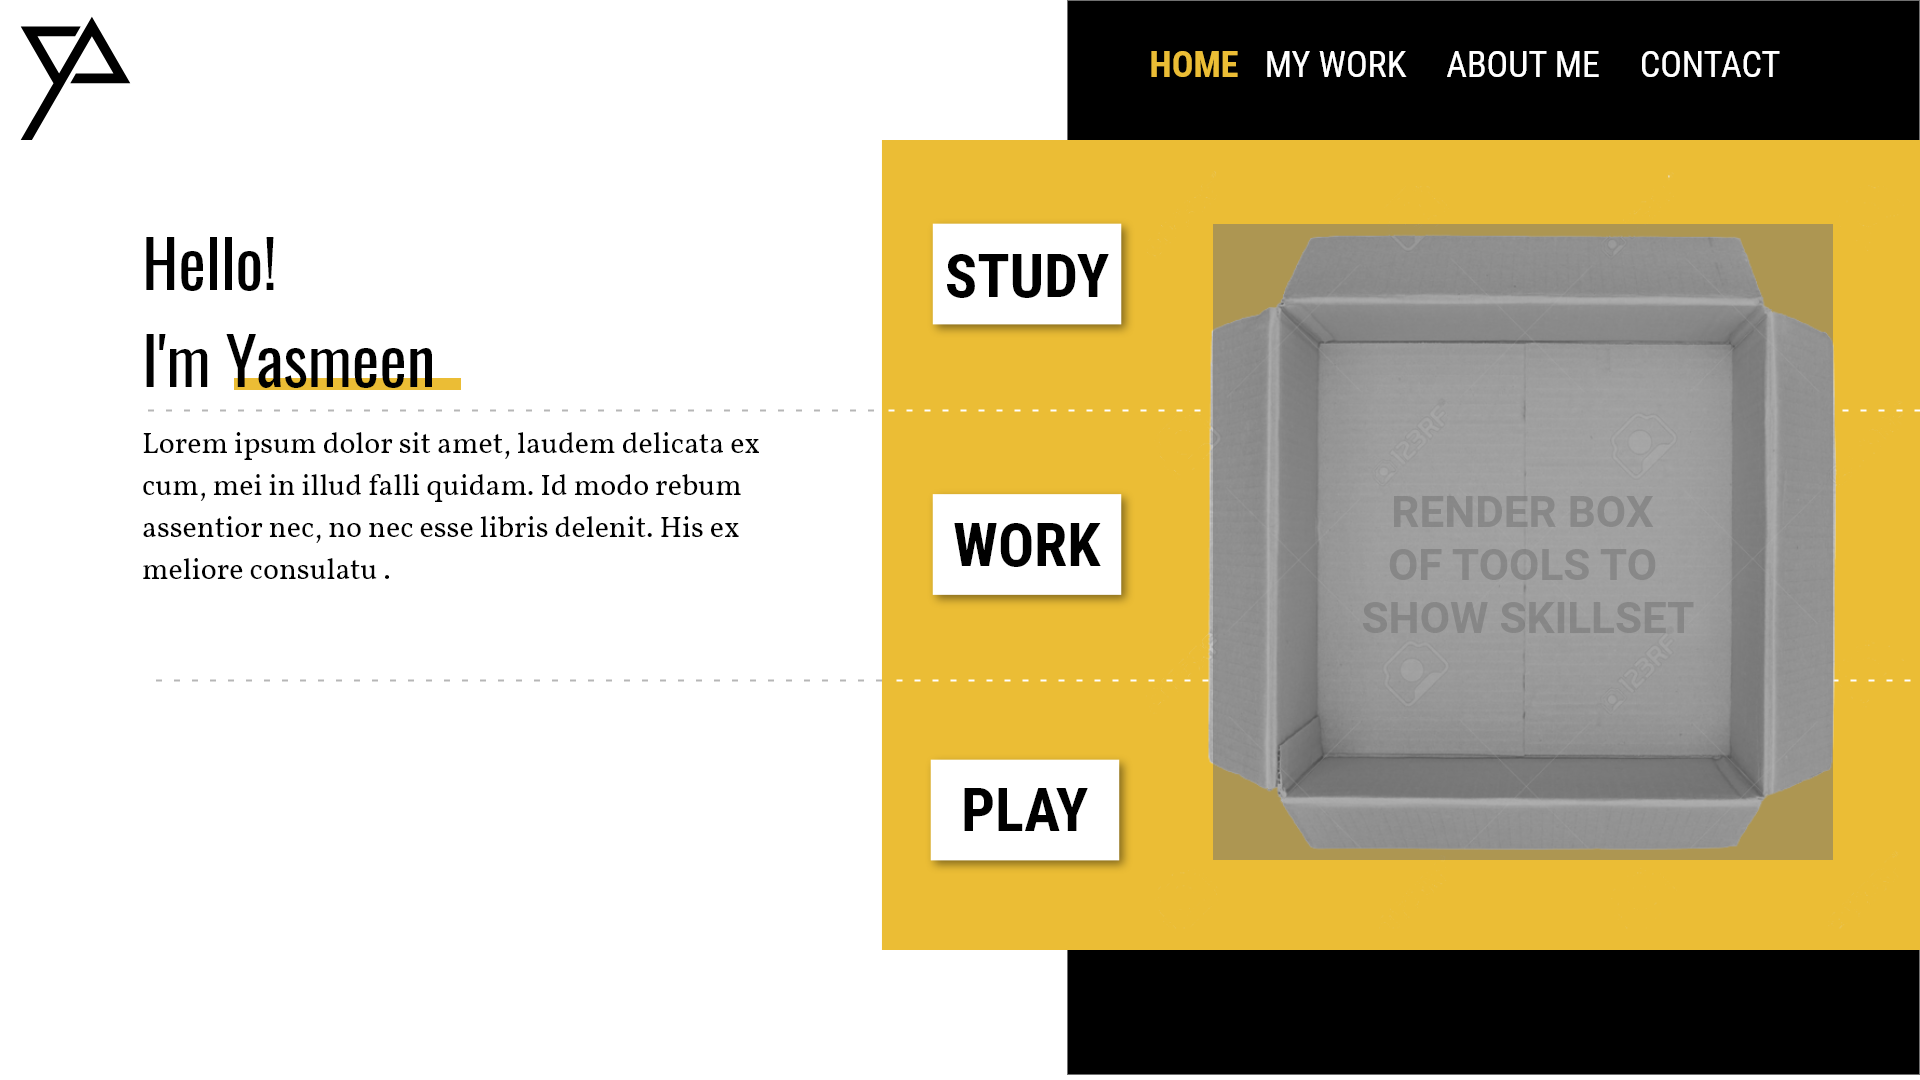 HOME MY WORK ABOUT ME CONTACT
Hello!
I'm Yasmeen
Lorem ipsum dolor sit amet, laudem delicata ex
cum, mei in illud falli quidam. Id modo rebum
assentior nec, no nec esse libris delenit. His ex
meliore consulatu .
STUDY
WORK
PLAY
RENDER BOX
OF TOOLS TO
SHOW SKILLSET
123RF
123RF